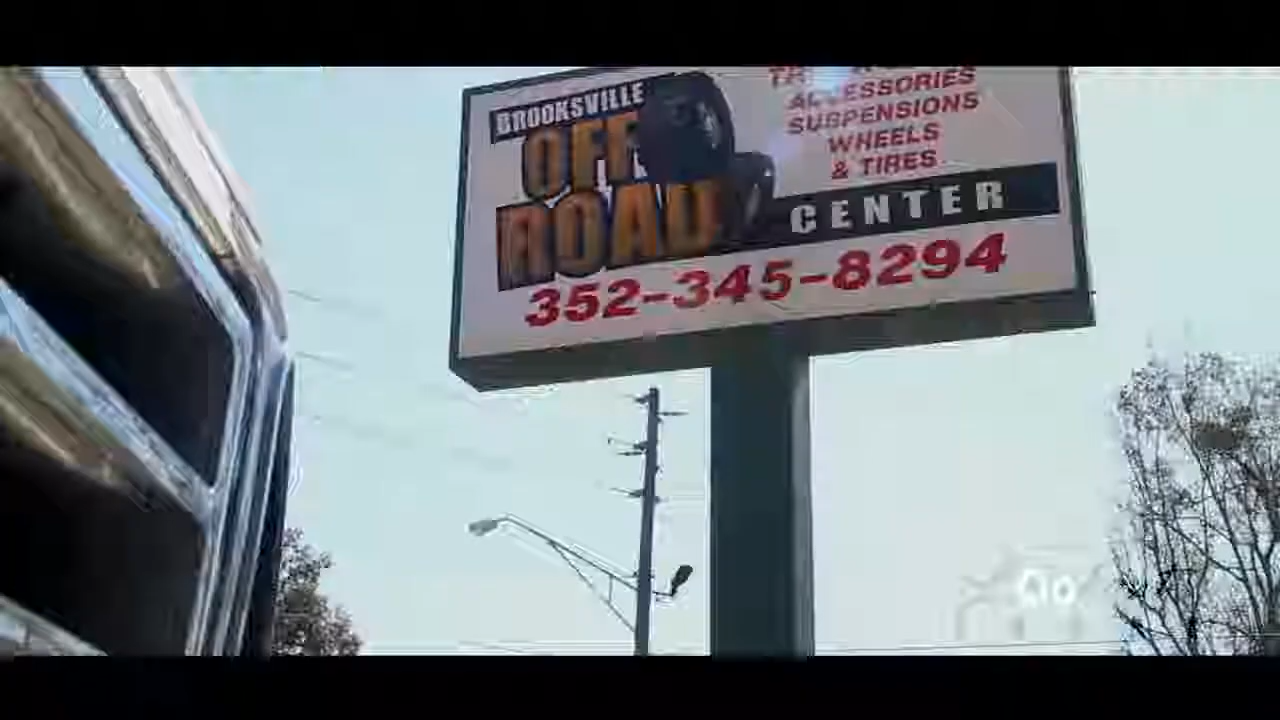 BROOKSVILLE
OFF
ROAD
CENTER
ACCESSORIES
SUSPENSIONS
WHEELS
& TIRES
352-345-8294